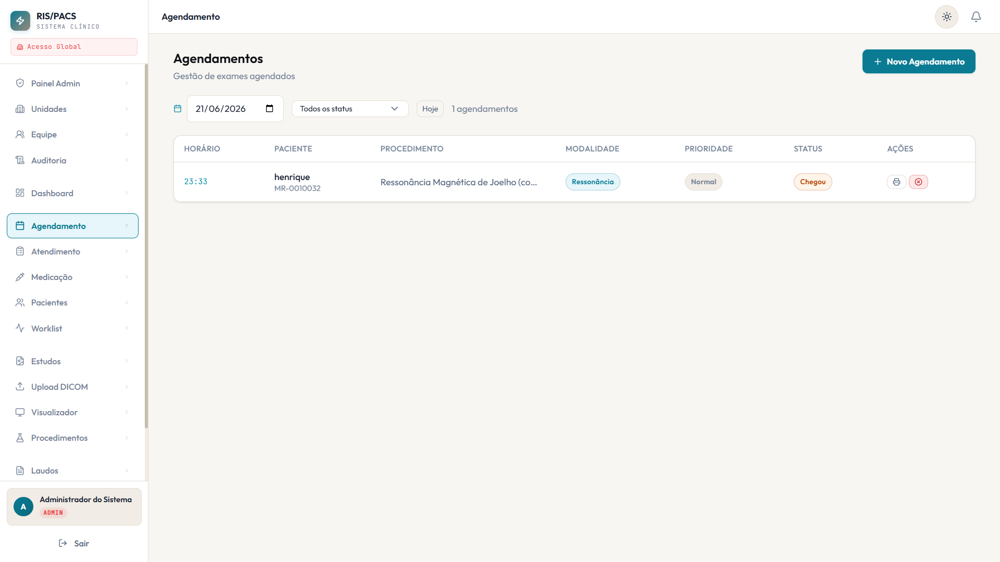 RIS/PACS
SISTEMA CLÍNICO
Acesso Global
Painel Admin
Unidades
Equipe
Auditoria
Dashboard
Agendamento
Atendimento
Medicação
Pacientes
Worklist
Estudos
Upload DICOM
Visualizador
Procedimentos
Laudos
A
Administrador do Sistema
ADMIN
Sair
Agendamento
Agendamentos
Gestão de exames agendados
Novo Agendamento
21/06/2026
Todos os status
Hoje
1 agendamentos
HORÁRIO PACIENTE PROCEDIMENTO MODALIDADE PRIORIDADE STATUS AÇÕES
23:33 henrique Ressonância Magnética de Joelho (co... Ressonância Normal Chegou
MR-0010032